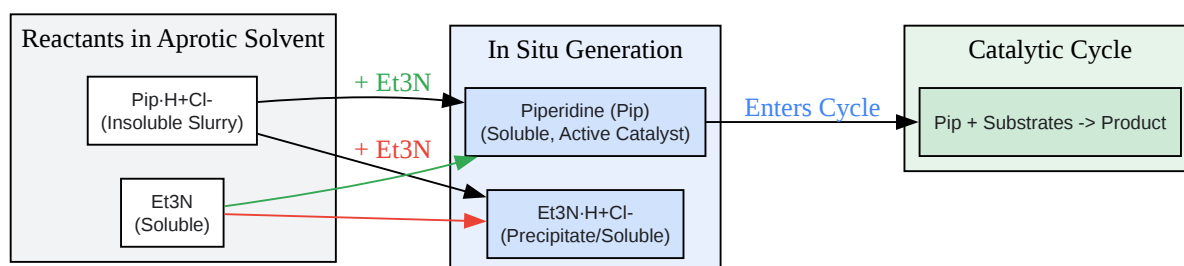 Reactants in Aprotic Solvent
Pip·H+Cl-
(Insoluble Slurry)
Et3N
(Soluble)
+ Et3N
+ Et3N
In Situ Generation
Piperidine (Pip)
(Soluble, Active Catalyst)
Et3N·H+Cl-
(Precipitate/Soluble)
Enters Cycle
Catalytic Cycle
Pip + Substrates -> Product